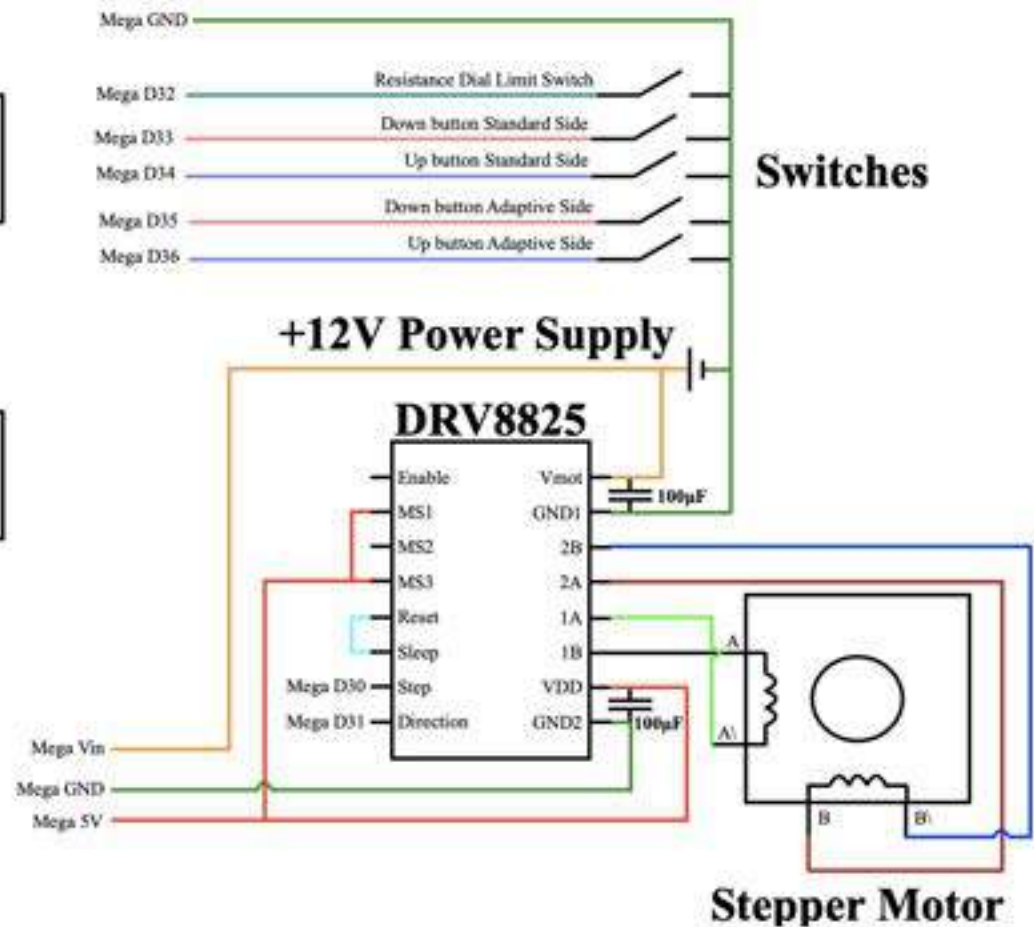 Mega GND
Mega D32
Resistance Dial Limit Switch
Mega D33
Down button Standard Side
Mega D34
Up button Standard Side
Mega D35
Down button Adaptive Side
Mega D36
Up button Adaptive Side
Switches
+12V Power Supply
DRV8825
Enable
Vmot
100µF
MS1
GND1
MS2
2B
MS3
2A
Reset
1A
Sleep
1B
A
Mega D30
Step
VDD
Mega D31
Direction
GND2
100µF
A\
Mega Vin
Mega GND
Mega 5V
B
B\
Stepper Motor